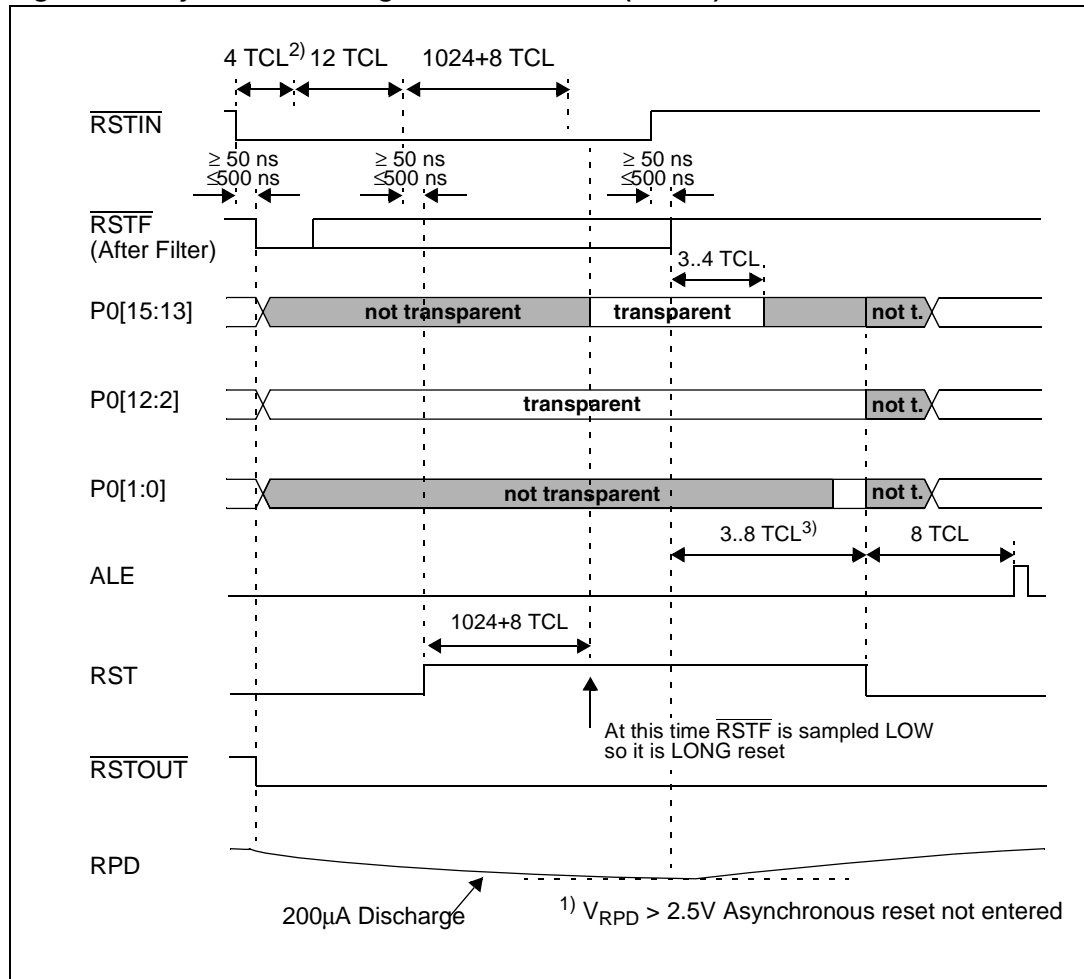 4 TCL2) 12 TCL 1024+8 TCL
RSTIN
≥ 50 ns ≥ 50 ns ≥ 50 ns
≤500 ns ≤500 ns ≤500 ns
RSTF
(After Filter)
3..4 TCL
P0[15:13] not transparent transparent not t.
P0[12:2] transparent not t.
P0[1:0] not transparent not t.
3..8 TCL3) 8 TCL
ALE
1024+8 TCL
RST
At this time RSTF is sampled LOW
so it is LONG reset
RSTOUT
RPD
200µA Discharge 1) VRPD > 2.5V Asynchronous reset not entered